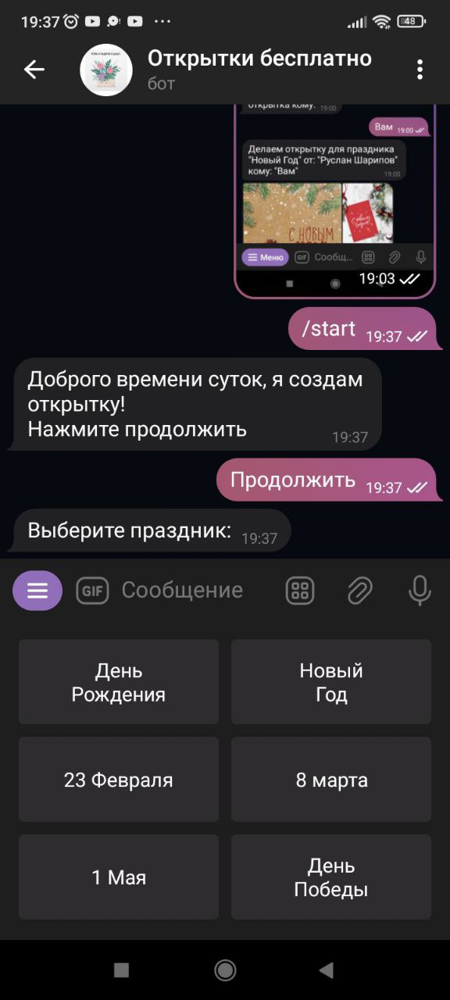 19:37
48
Открытки бесплатно
бот
открытка кому:
19:00
Вам 19:00
Делаем открытку для праздника
"Новый Год" от: "Руслан Шарипов"
кому: "Вам"
19:00
С НОВЫМ
Меню
GIF
Сообщ...
19:03
/start 19:37
Доброго времени суток, я создам
открытку!
Нажмите продолжить
19:37
Продолжить 19:37
Выберите праздник: 19:37
GIF
Сообщение
День
Рождения
Новый
Год
23 Февраля
8 марта
1 Мая
День
Победы